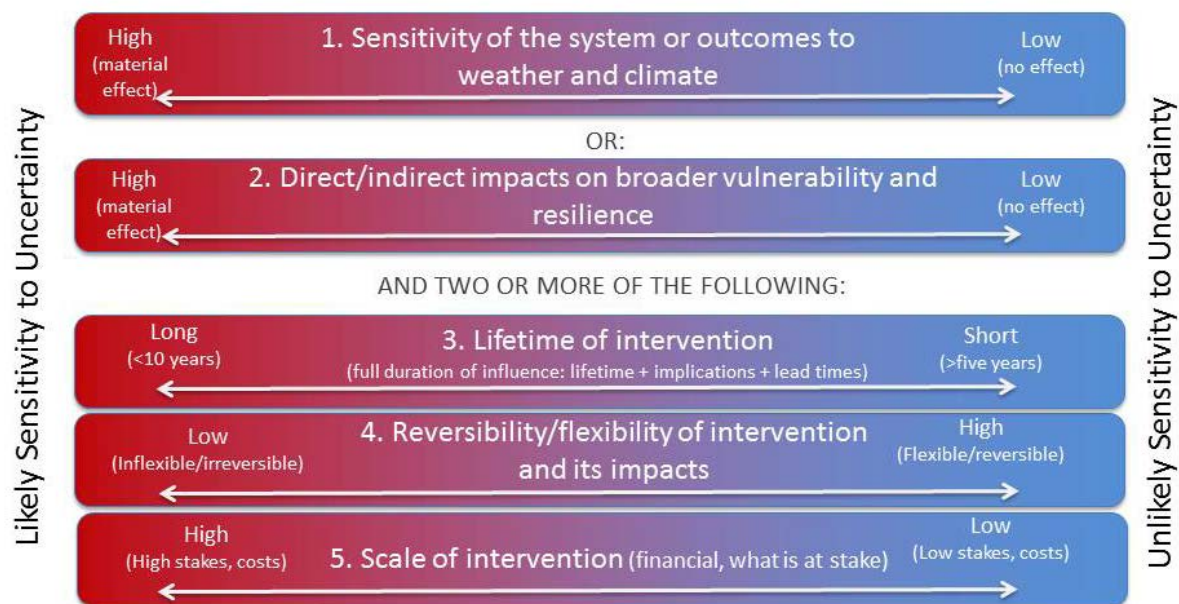 Likely Sensitivity to Uncertainty
High
(material
effect)
1. Sensitivity of the system or outcomes to
weather and climate
Low
(no effect)
OR:
High
(material
effect)
2. Direct/indirect impacts on broader vulnerability and
resilience
Low
(no effect)
AND TWO OR MORE OF THE FOLLOWING:
Long
(<10 years)
3. Lifetime of intervention
(full duration of influence: lifetime + implications + lead times)
Short
(>five years)
Low
(Inflexible/irreversible)
4. Reversibility/flexibility of intervention
and its impacts
High
(Flexible/reversible)
High
(High stakes, costs)
5. Scale of intervention (financial, what is at stake)
Low
(Low stakes, costs)
Unlikely Sensitivity to Uncertainty